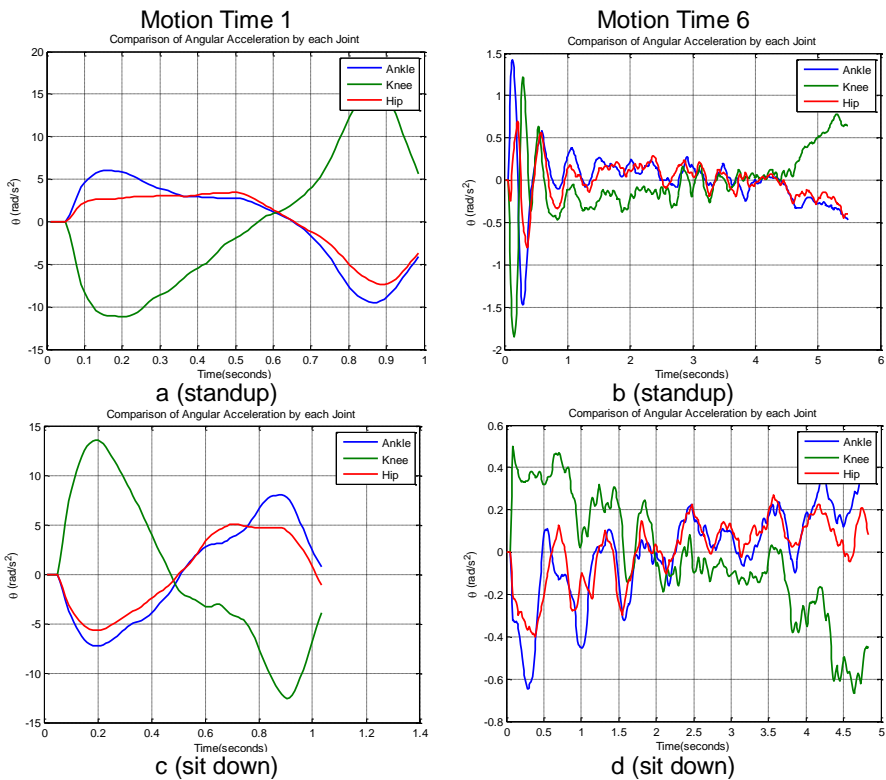 Motion Time 1
Comparison of Angular Acceleration by each Joint
20
15
10
5
0
-5
-10
-15
0
0.1
0.2
0.3
0.4
0.5
0.6
0.7
0.8
0.9
1
θ (rad/s²)
Time(seconds)
Ankle
Knee
Hip
a (standup)
Motion Time 6
Comparison of Angular Acceleration by each Joint
1.5
1
0.5
0
-0.5
-1
-1.5
-2
0
1
2
3
4
5
6
θ (rad/s²)
Time(seconds)
Ankle
Knee
Hip
b (standup)
Comparison of Angular Acceleration by each Joint
15
10
5
0
-5
-10
-15
0
0.2
0.4
0.6
0.8
1
1.2
1.4
θ (rad/s²)
Time(seconds)
Ankle
Knee
Hip
c (sit down)
Comparison of Angular Acceleration by each Joint
0.6
0.4
0.2
0
-0.2
-0.4
-0.6
-0.8
0
0.5
1
1.5
2
2.5
3
3.5
4
4.5
5
θ (rad/s²)
Time(seconds)
Ankle
Knee
Hip
d (sit down)